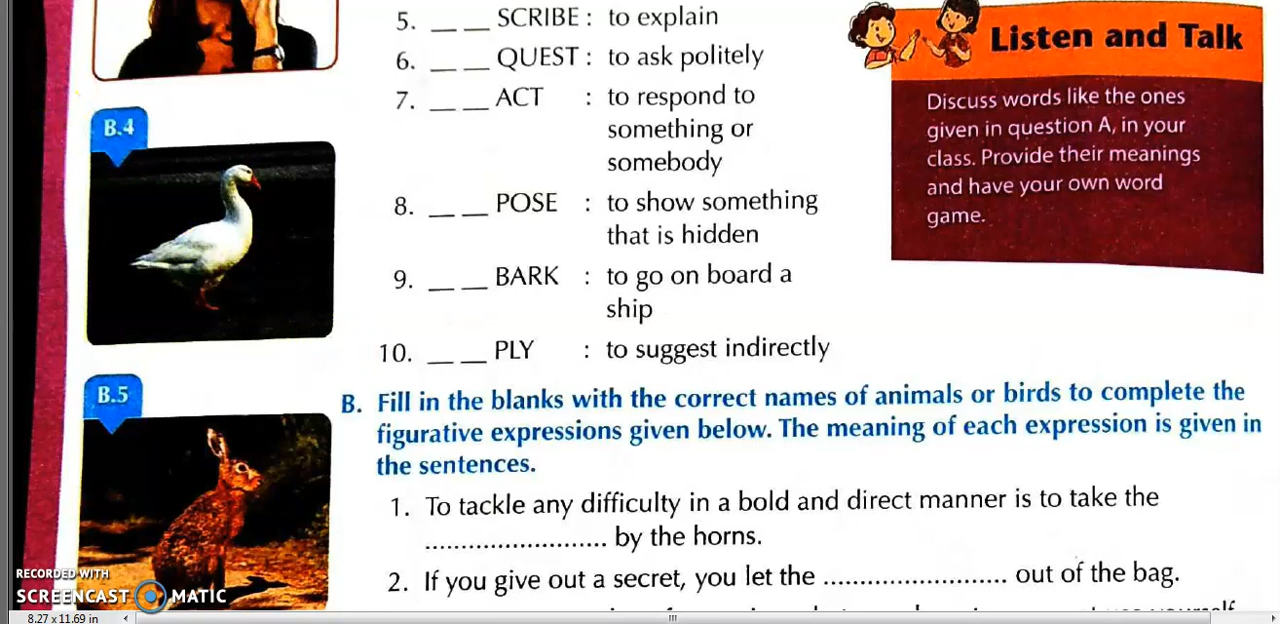 5. __ __ SCRIBE : to explain
6. __ __ QUEST : to ask politely
7. __ __ ACT : to respond to
something or
somebody
8. __ __ POSE : to show something
that is hidden
9. __ __ BARK : to go on board a
ship
10. __ __ PLY : to suggest indirectly
Listen and Talk
Discuss words like the ones
given in question A, in your
class. Provide their meanings
and have your own word
game.
B.4
B.5
B. Fill in the blanks with the correct names of animals or birds to complete the
figurative expressions given below. The meaning of each expression is given in
the sentences.
1. To tackle any difficulty in a bold and direct manner is to take the
.......................... by the horns.
2. If you give out a secret, you let the .......................... out of the bag.
RECORDED WITH
SCREENCAST MATIC
8.27 x 11.69 in